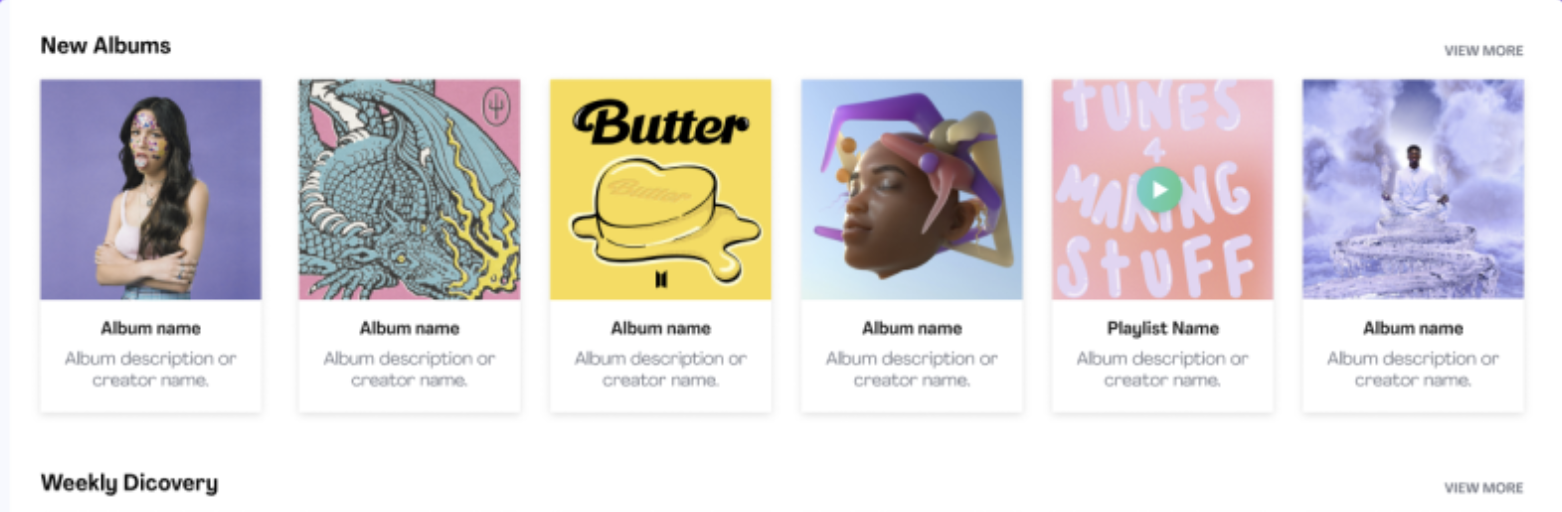 New Albums
VIEW MORE
Butter
Butter
TUNES
4
MAKING
STUFF
Album name
Album name
Album name
Album name
Playlist Name
Album name
Album description or
creator name.
Album description or
creator name.
Album description or
creator name.
Album description or
creator name.
Album description or
creator name.
Album description or
creator name.
Weekly Dicovery
VIEW MORE